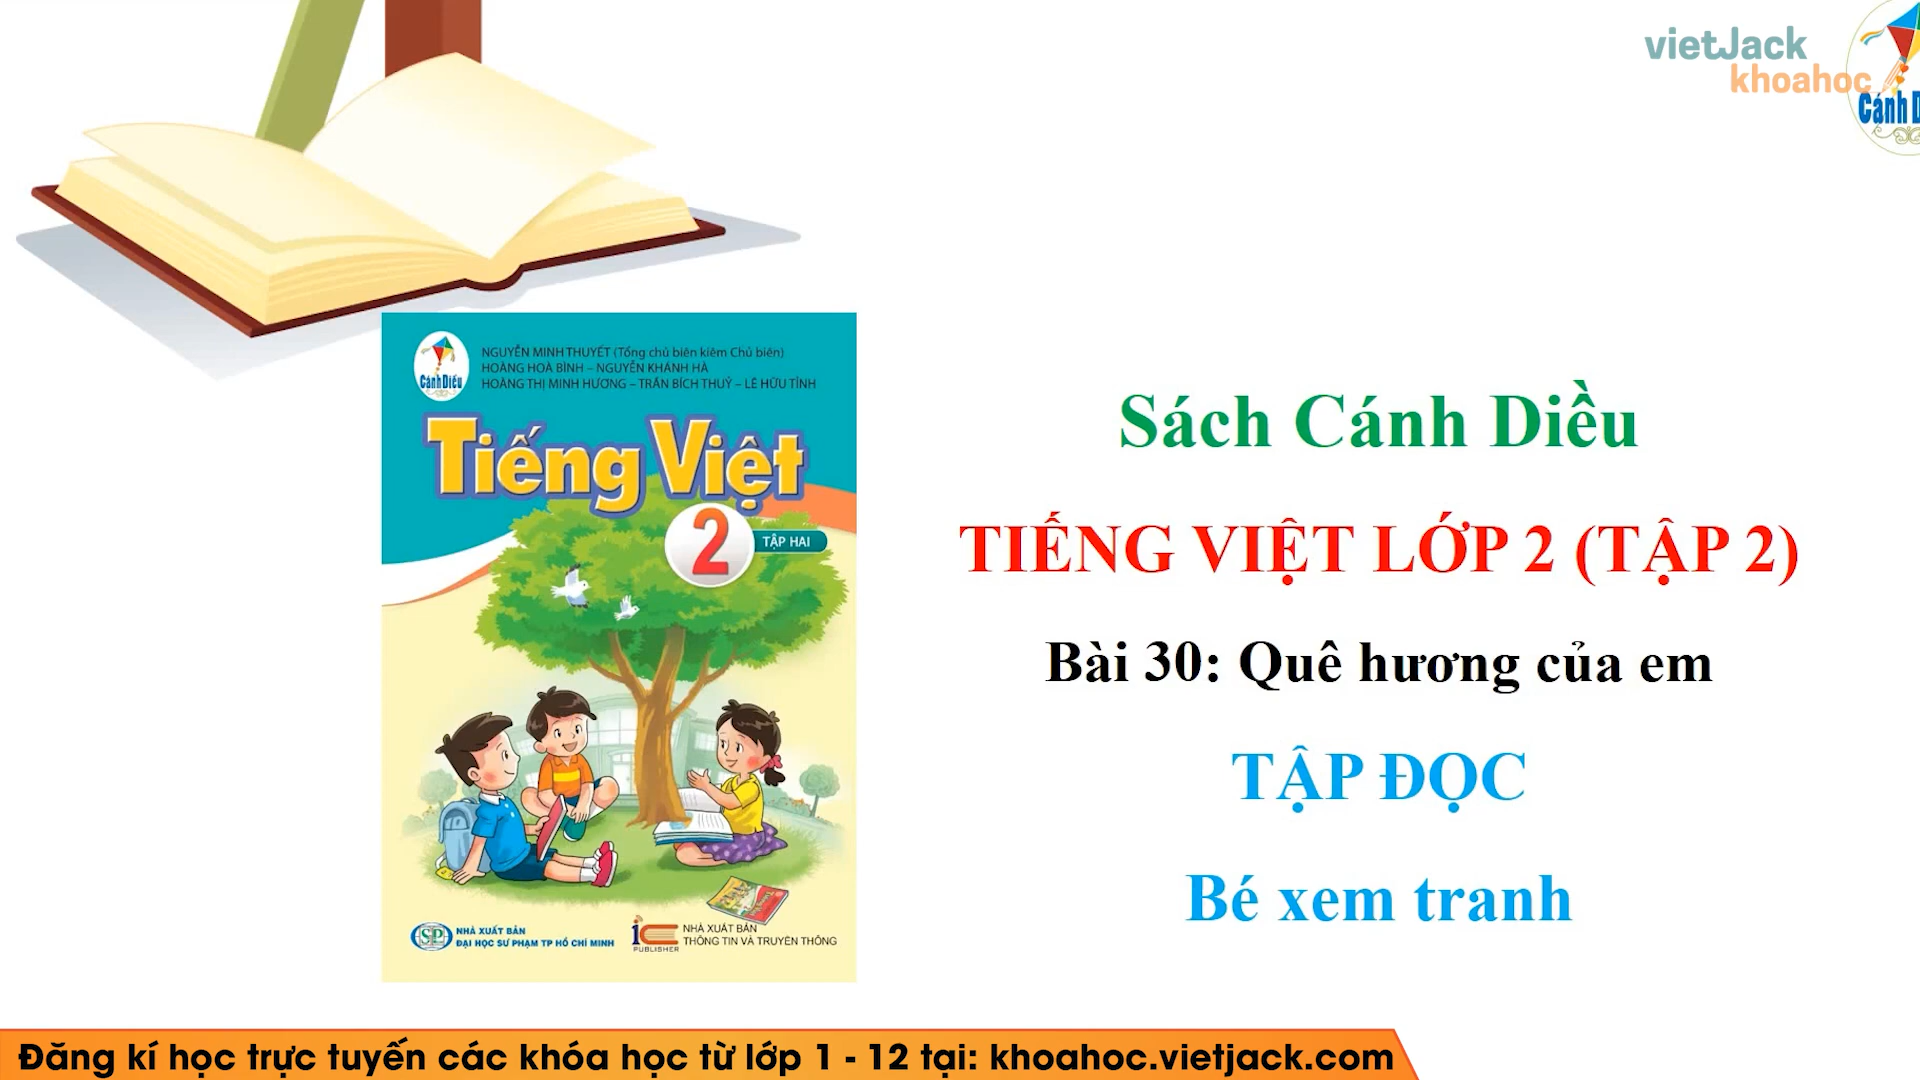 vietJack
khoahoc
Cánh D
NGUYỄN MINH THUYẾT (Tổng chủ biên kiêm Chủ biên)
HOÀNG HOÀ BÌNH – NGUYỄN KHÁNH HÀ
HOÀNG THỊ MINH HƯƠNG – TRẦN BÍCH THUỶ – LÊ HỮU TỈNH
Cánh Diều
Tiếng Việt
2
TẬP HAI
SP
NHÀ XUẤT BẢN
ĐẠI HỌC SƯ PHẠM TP HỒ CHÍ MINH
ic
PUBLISHER
NHÀ XUẤT BẢN
THÔNG TIN VÀ TRUYỀN THÔNG
Sách Cánh Diều
TIẾNG VIỆT LỚP 2 (TẬP 2)
Bài 30: Quê hương của em
TẬP ĐỌC
Bé xem tranh
Đăng kí học trực tuyến các khóa học từ lớp 1 - 12 tại: khoahoc.vietjack.com